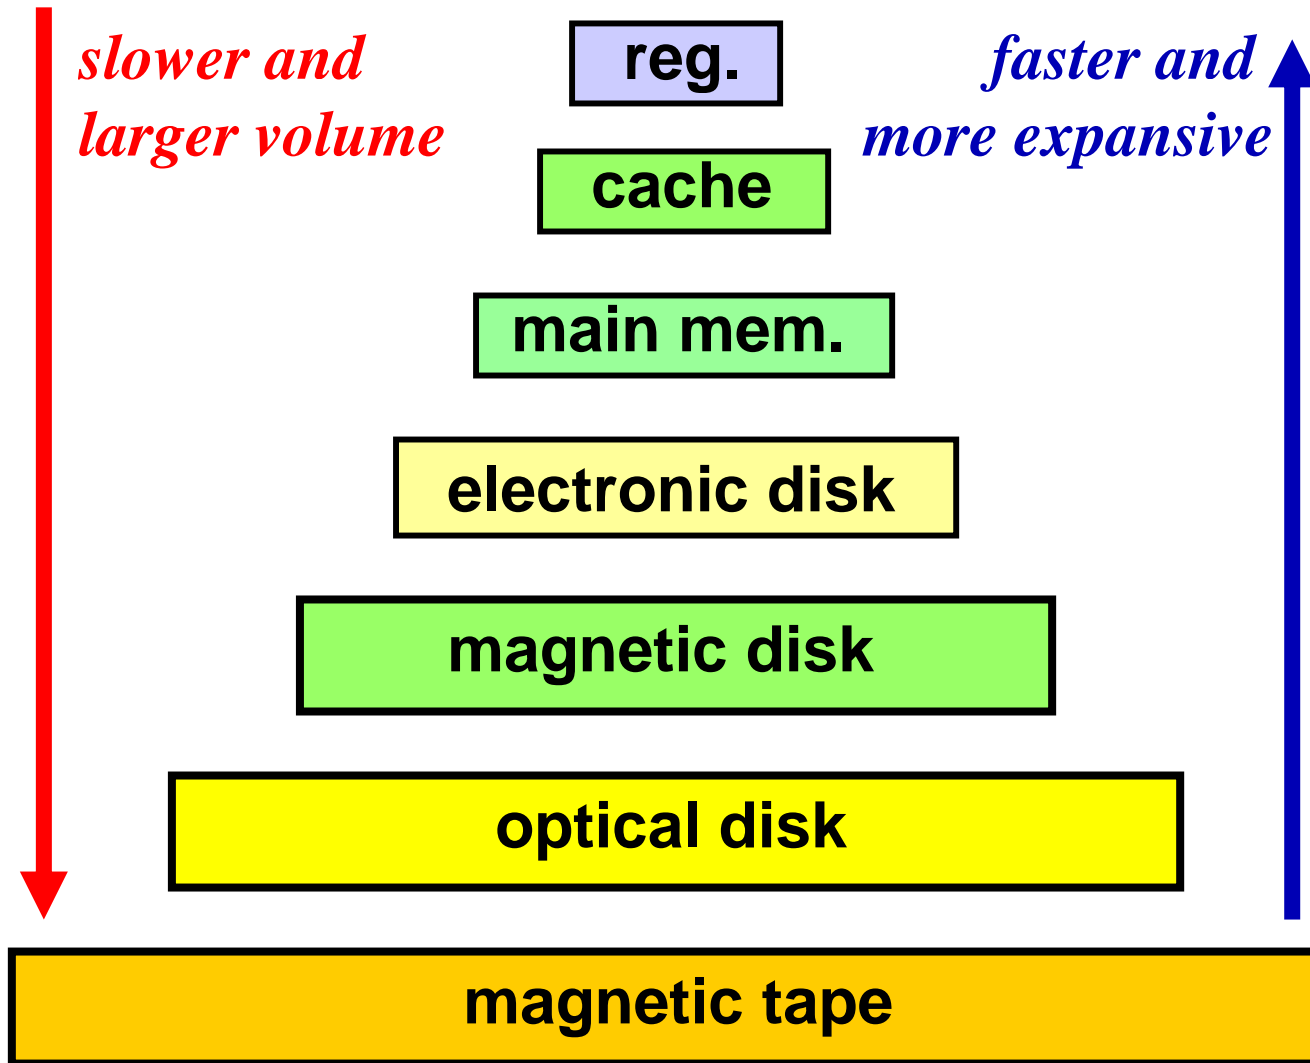 slower and
larger volume
reg.
faster and
more expansive
cache
main mem.
electronic disk
magnetic disk
optical disk
magnetic tape